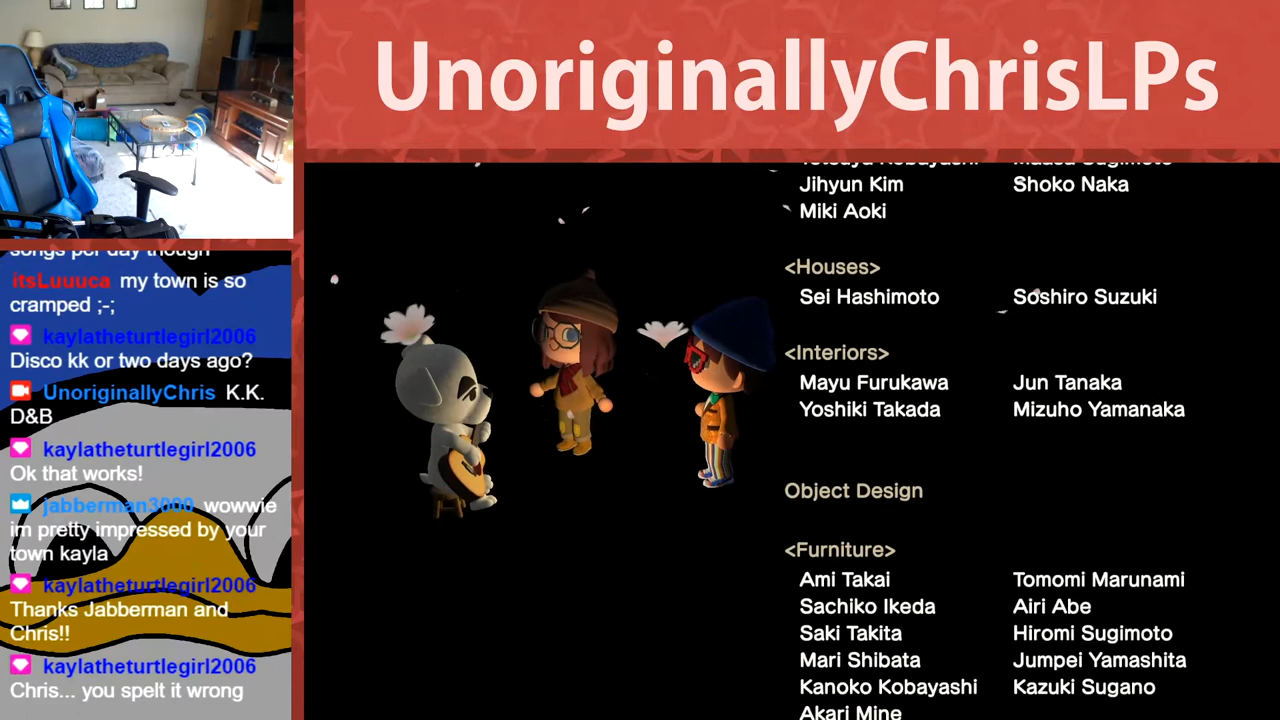 UnoriginallyChrisLPs
songs per day though
itsLuuuca my town is so
cramped ;-;
kaylatheturtlegirl2006
Disco kk or two days ago?
UnoriginallyChris K.K.
D&B
kaylatheturtlegirl2006
Ok that works!
jabberman3000 wowwie
im pretty impressed by your
town kayla
kaylatheturtlegirl2006
Thanks Jabberman and
Chris!!
kaylatheturtlegirl2006
Chris... you spelt it wrong
Jihyun Kim Shoko Naka
Miki Aoki
<Houses>
Sei Hashimoto Soshiro Suzuki
<Interiors>
Mayu Furukawa Jun Tanaka
Yoshiki Takada Mizuho Yamanaka
Object Design
<Furniture>
Ami Takai Tomomi Marunami
Sachiko Ikeda Airi Abe
Saki Takita Hiromi Sugimoto
Mari Shibata Jumpei Yamashita
Kanoko Kobayashi Kazuki Sugano
Akari Mine